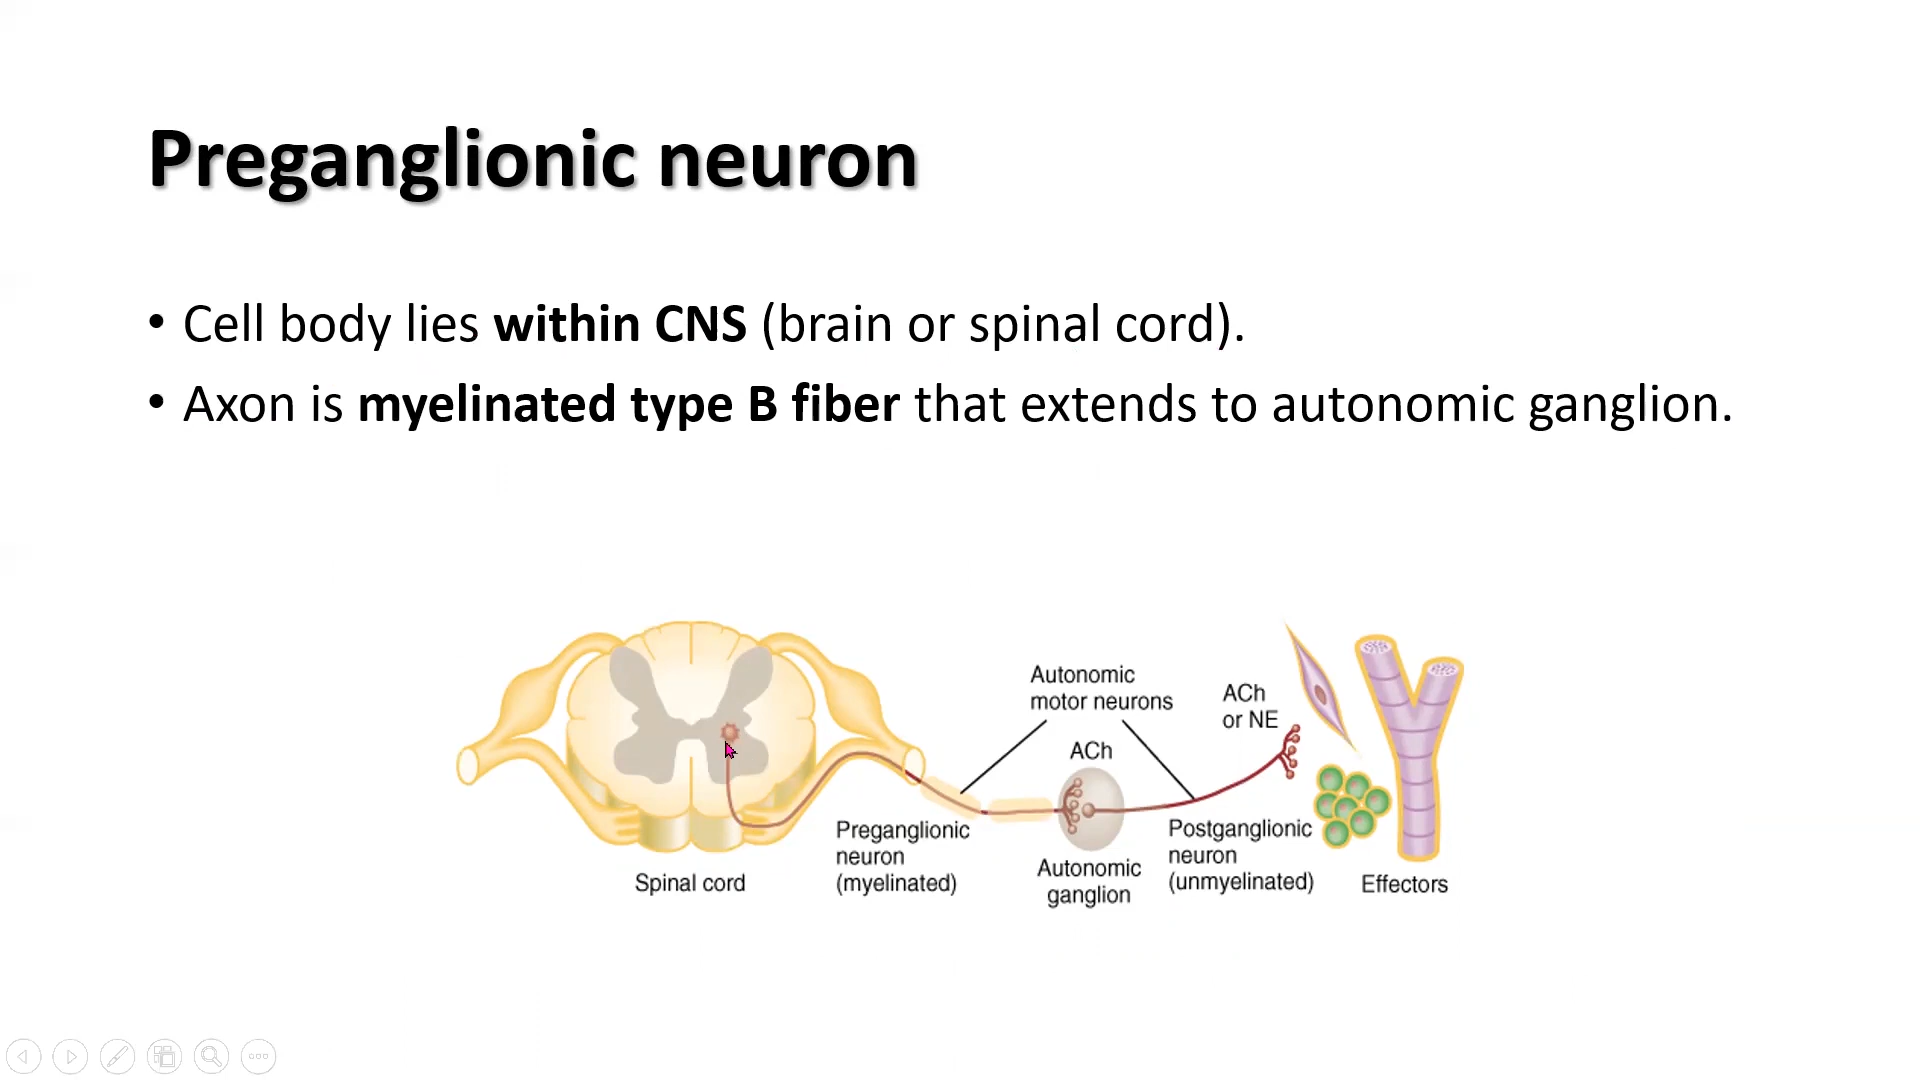 Preganglionic neuron
• Cell body lies within CNS (brain or spinal cord).
• Axon is myelinated type B fiber that extends to autonomic ganglion.
Autonomic
motor neurons
ACh
or NE
ACh
Preganglionic
neuron
(myelinated)
Postganglionic
neuron
(unmyelinated)
Autonomic
ganglion
Spinal cord
Effectors